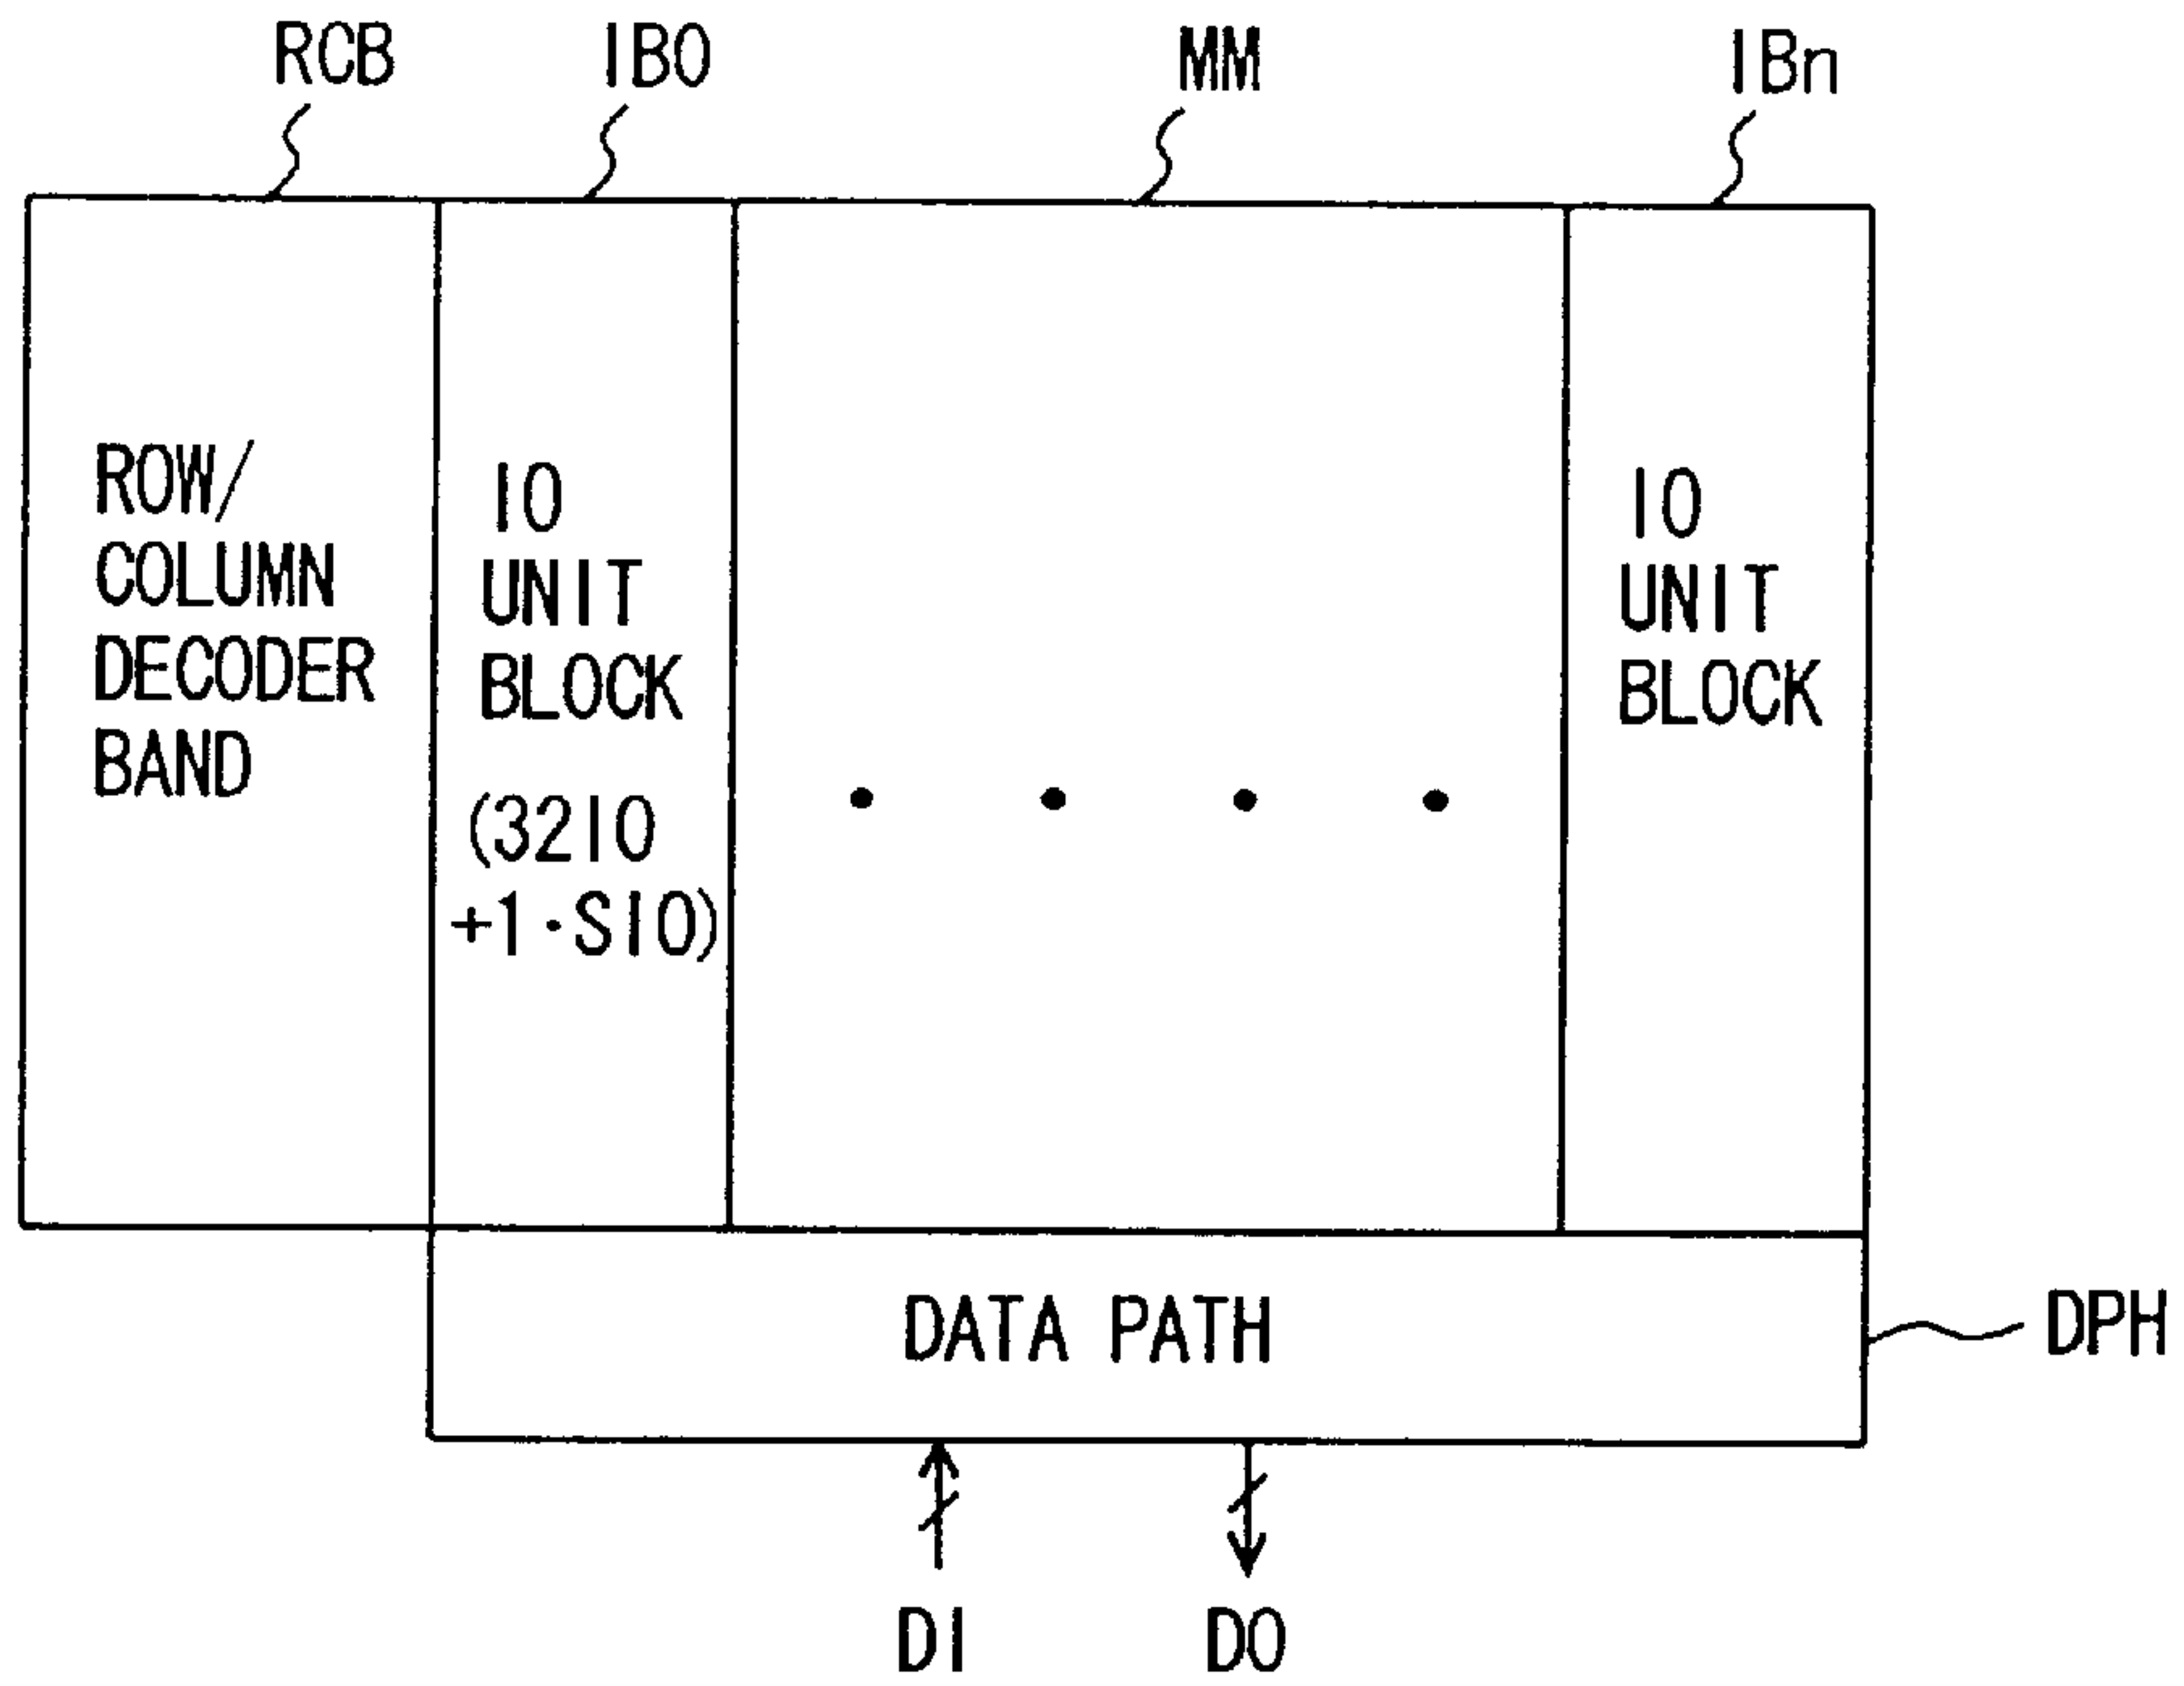 RCB IB0 MM IBn
ROW/
COLUMN
DECODER
BAND
IO
UNIT
BLOCK
(32IO
+1·SIO)
IO
UNIT
BLOCK
DATA PATH
DPH
DI DO